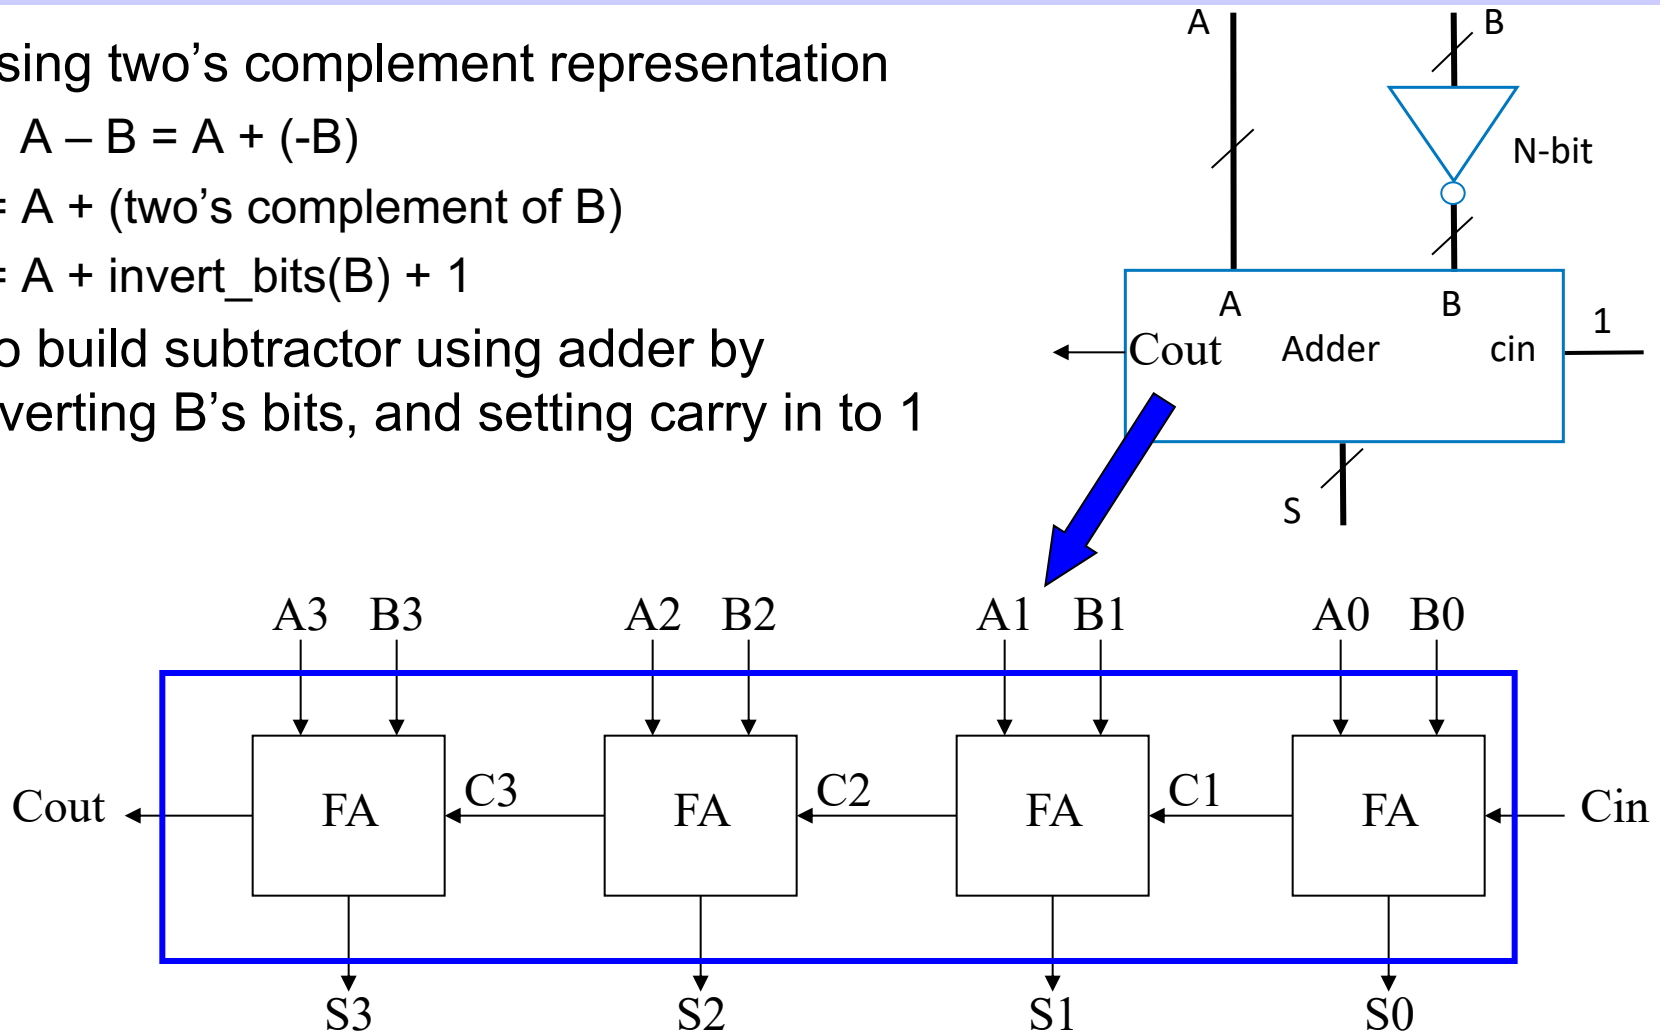 sing two's complement representation
A – B = A + (-B)
= A + (two's complement of B)
= A + invert_bits(B) + 1
o build subtractor using adder by
verting B's bits, and setting carry in to 1
A B
N-bit
A B
1
Cout Adder cin
S
A3 B3 A2 B2 A1 B1 A0 B0
C3 C2 C1
Cout FA FA FA FA Cin
S3 S2 S1 S0